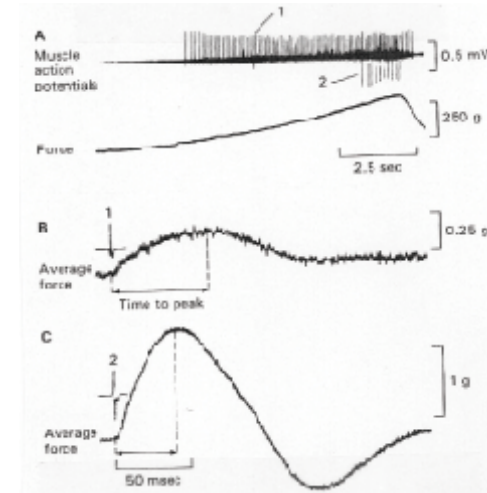 1
A
Muscle
action
potentials
0.5 mV
2
250 g
Force
2.5 sec
1
B
0.25 g
Average
force
Time to peak
C
2
1 g
Average
force
50 msec